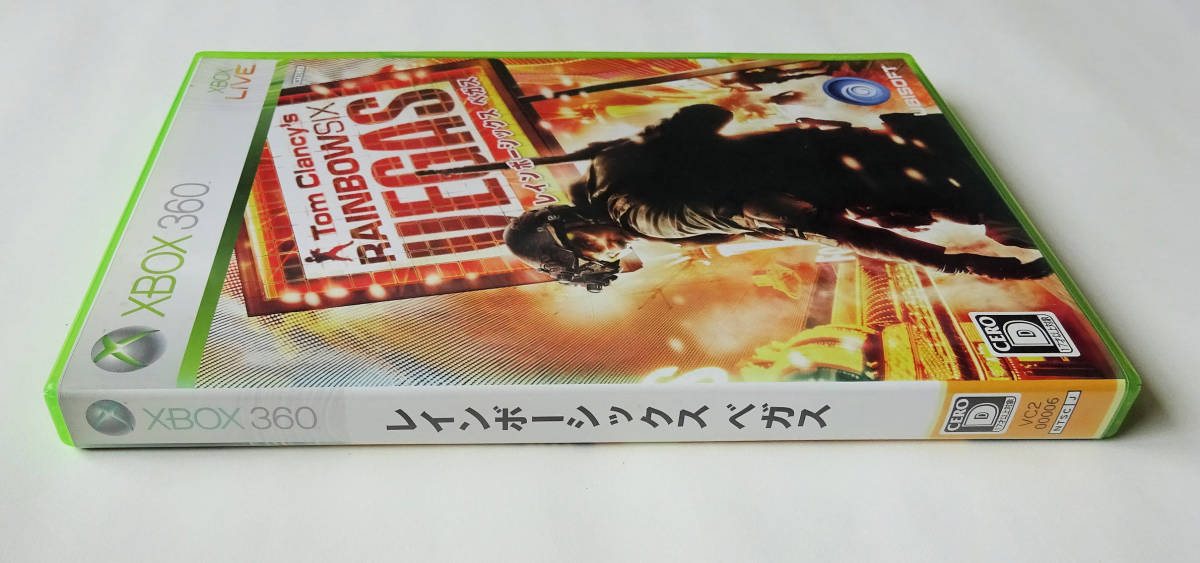 XBOX 360
XBOX
LIVE
Tom Clancy's
RAINBOWSIX
VEGAS
レインボーシックス ベガス
UBISOFT
CERO
D
XBOX 360
レインボーシックス ベガス
CERO
D
VC2
00006
NTSC J